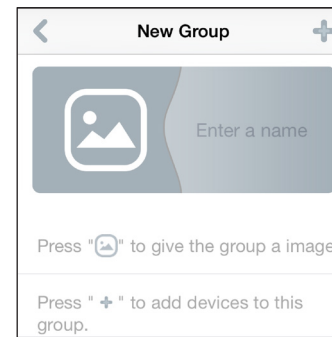 New Group
Enter a name
Press "" to give the group a image
Press " + " to add devices to this
group.